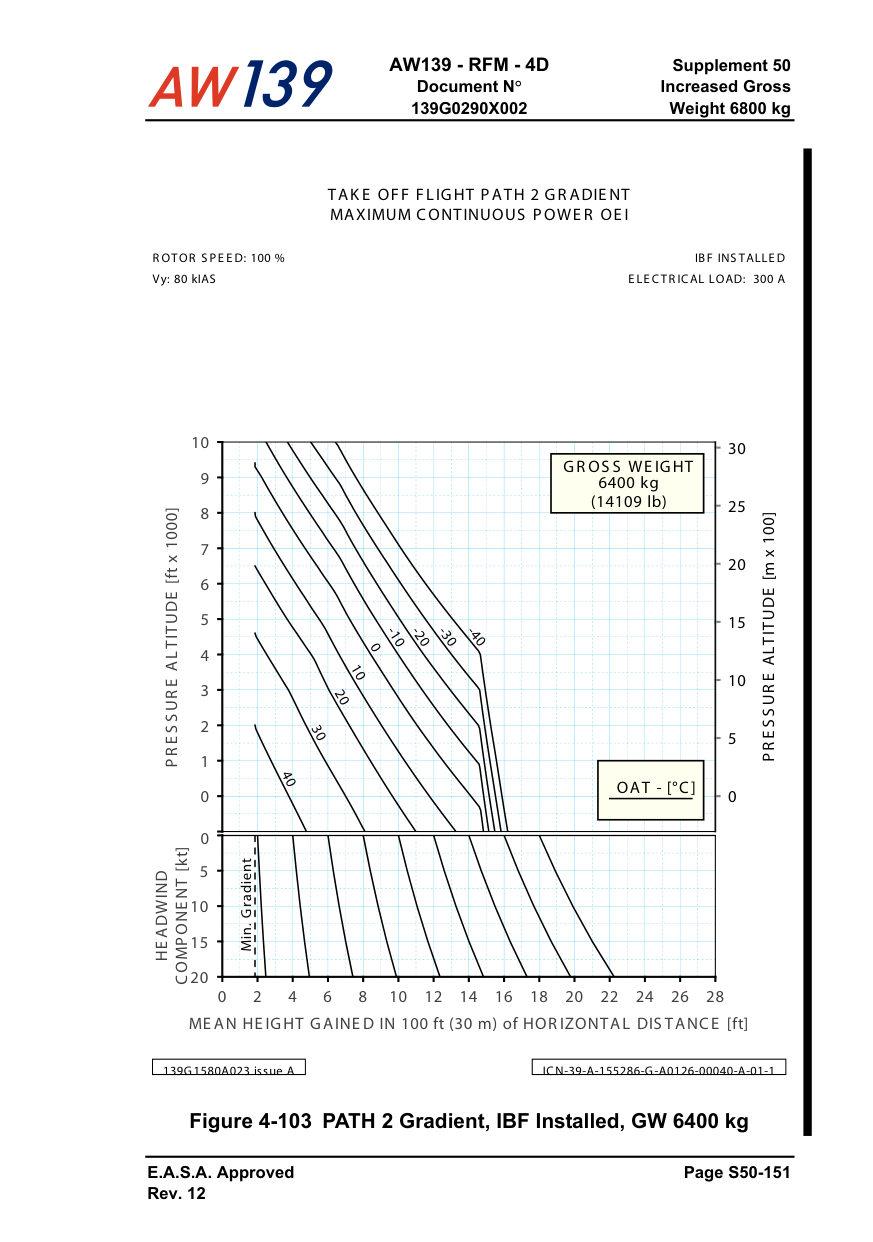 AW139
AW139 - RFM - 4D
Document N°
139G0290X002
Supplement 50
Increased Gross
Weight 6800 kg
TAKE OFF FLIGHT PATH 2 GRADIENT
MAXIMUM CONTINUOUS POWER OEI
ROTOR SPEED: 100 %
IBF INSTALLED
Vy: 80 kIAS
ELECTRICAL LOAD: 300 A
GROSS WEIGHT
6400 kg
(14109 lb)
PRESSURE ALTITUDE [ft x 1000]
10
9
8
7
6
5
4
3
2
1
0
PRESSURE ALTITUDE [m x 100]
30
25
20
15
10
5
0
-40
-30
-20
-10
0
10
20
30
40
OAT - [°C]
HEADWIND
COMPONENT [kt]
0
5
10
15
20
Min. Gradient
0 2 4 6 8 10 12 14 16 18 20 22 24 26 28
MEAN HEIGHT GAINED IN 100 ft (30 m) of HORIZONTAL DISTANCE [ft]
139G1580A023 issue A
ICN-39-A-155286-G-A0126-00040-A-01-1
Figure 4-103 PATH 2 Gradient, IBF Installed, GW 6400 kg
E.A.S.A. Approved
Rev. 12
Page S50-151